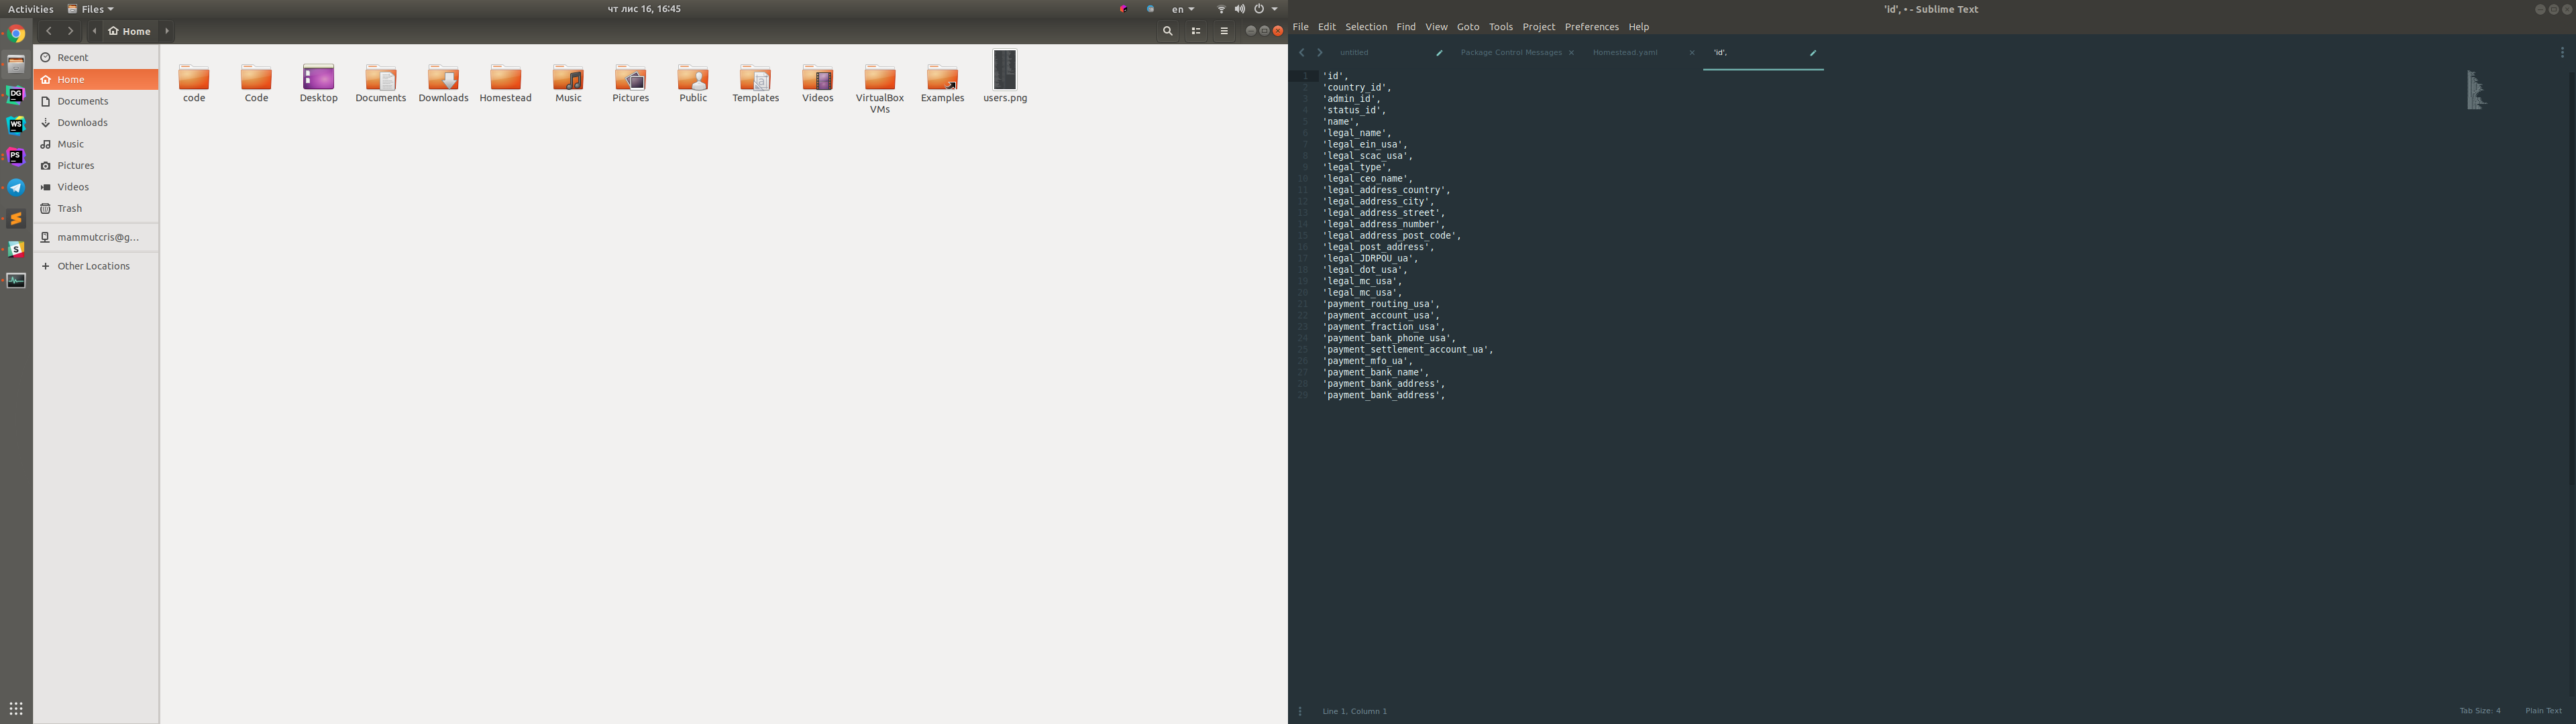 Activities Files чт лис 16, 16:45 en
Home
Recent
Home
Documents
Downloads
Music
Pictures
Videos
Trash
mammutcris@g...
Other Locations
code Code Desktop Documents Downloads Homestead Music Pictures Public Templates Videos VirtualBox VMs Examples users.png
DG
WS
PS
'id', • - Sublime Text
File Edit Selection Find View Goto Tools Project Preferences Help
untitled Package Control Messages Homestead.yaml 'id',
1 'id',
2 'country_id',
3 'admin_id',
4 'status_id',
5 'name',
6 'legal_name',
7 'legal_ein_usa',
8 'legal_scac_usa',
9 'legal_type',
10 'legal_ceo_name',
11 'legal_address_country',
12 'legal_address_city',
13 'legal_address_street',
14 'legal_address_number',
15 'legal_address_post_code',
16 'legal_post_address',
17 'legal_JDRPOU_ua',
18 'legal_dot_usa',
19 'legal_mc_usa',
20 'legal_mc_usa',
21 'payment_routing_usa',
22 'payment_account_usa',
23 'payment_fraction_usa',
24 'payment_bank_phone_usa',
25 'payment_settlement_account_ua',
26 'payment_mfo_ua',
27 'payment_bank_name',
28 'payment_bank_address',
29 'payment_bank_address',
Line 1, Column 1 Tab Size: 4 Plain Text